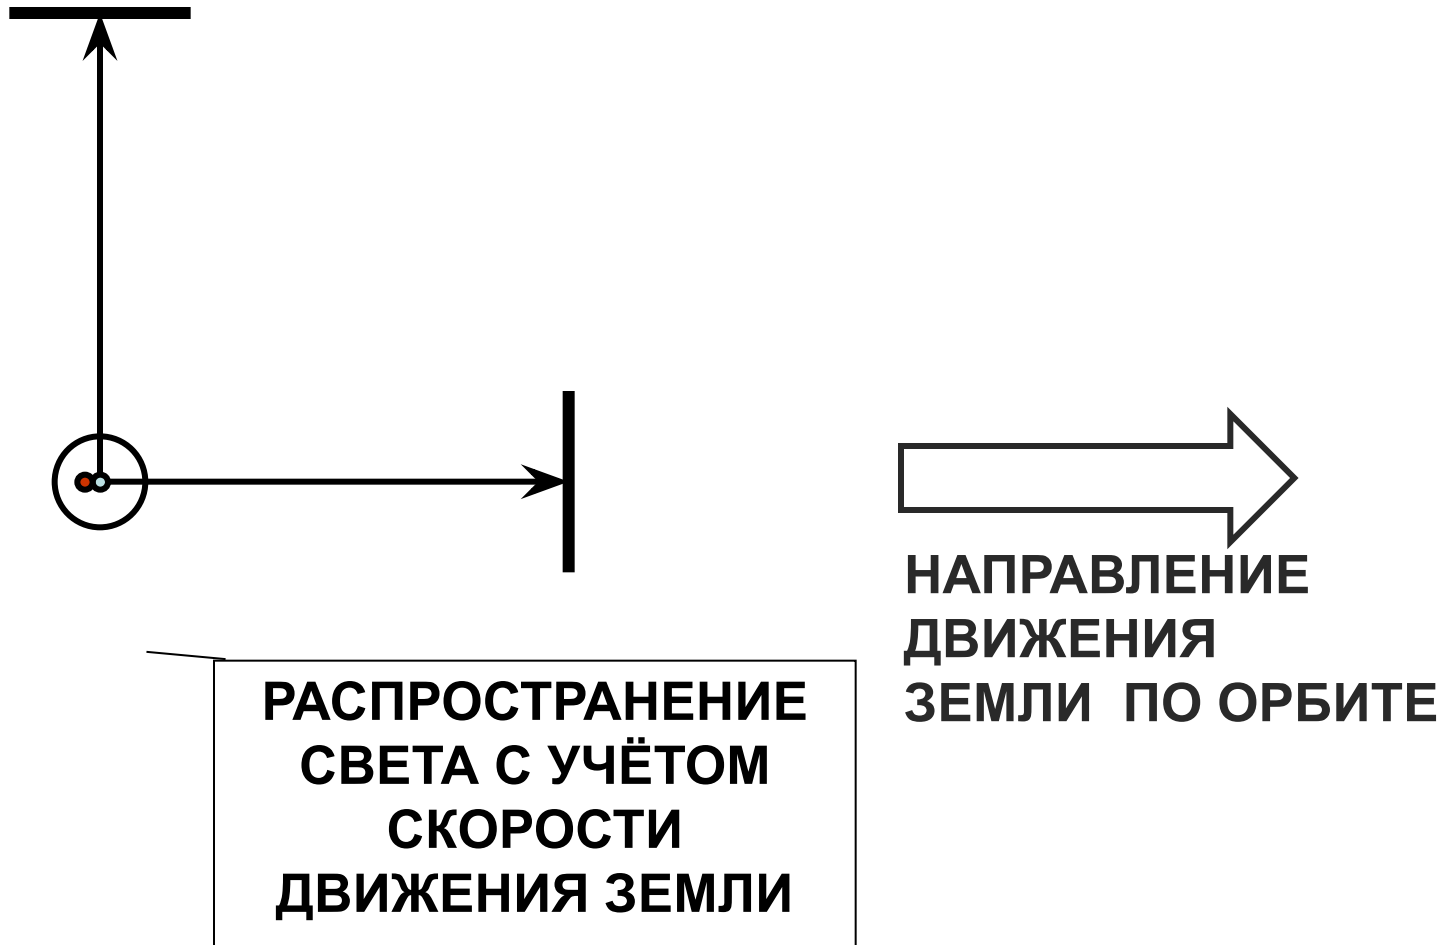 НАПРАВЛЕНИЕ
ДВИЖЕНИЯ
ЗЕМЛИ ПО ОРБИТЕ
РАСПРОСТРАНЕНИЕ
СВЕТА С УЧЁТОМ
СКОРОСТИ
ДВИЖЕНИЯ ЗЕМЛИ